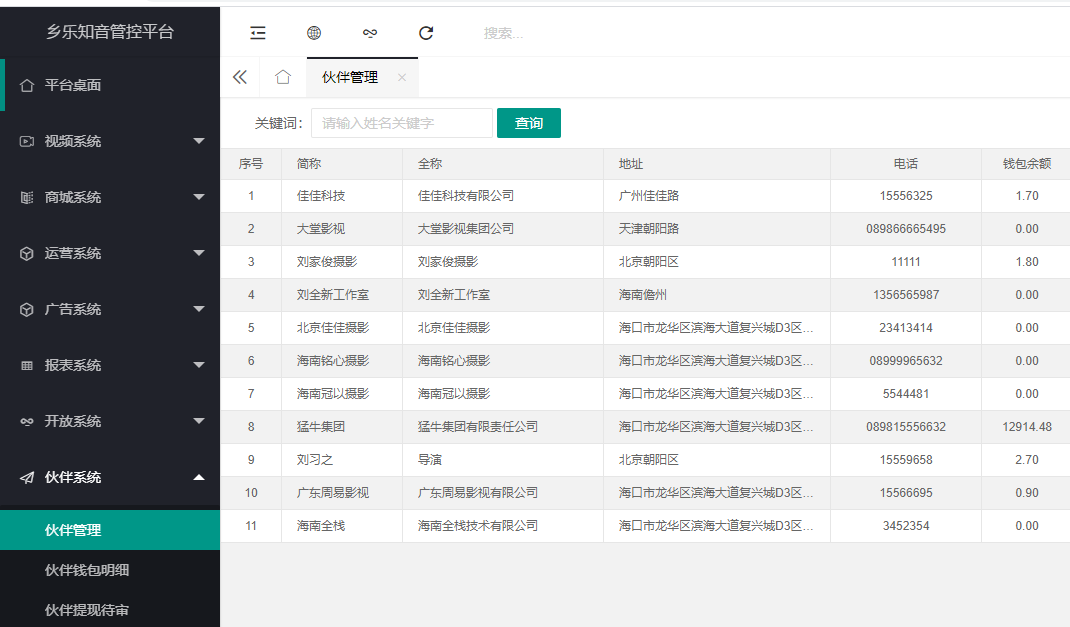 乡乐知音管控平台
搜索...
平台桌面
视频系统
商城系统
运营系统
广告系统
报表系统
开放系统
伙伴系统
伙伴管理
伙伴钱包明细
伙伴提现待审
伙伴管理 ×
关键词： 请输入姓名关键字 查询
序号 简称 全称 地址 电话 钱包余额
1 佳佳科技 佳佳科技有限公司 广州佳佳路 15556325 1.70
2 大堂影视 大堂影视集团公司 天津朝阳路 089866665495 0.00
3 刘家俊摄影 刘家俊摄影 北京朝阳区 11111 1.80
4 刘全新工作室 刘全新工作室 海南儋州 1356565987 0.00
5 北京佳佳摄影 北京佳佳摄影 海口市龙华区滨海大道复兴城D3区... 23413414 0.00
6 海南铭心摄影 海南铭心摄影 海口市龙华区滨海大道复兴城D3区... 08999965632 0.00
7 海南冠以摄影 海南冠以摄影 海口市龙华区滨海大道复兴城D3区... 5544481 0.00
8 猛牛集团 猛牛集团有限责任公司 海口市龙华区滨海大道复兴城D3区... 089815556632 12914.48
9 刘习之 导演 北京朝阳区 15559658 2.70
10 广东周易影视 广东周易影视有限公司 海口市龙华区滨海大道复兴城D3区... 15566695 0.90
11 海南全栈 海南全栈技术有限公司 海口市龙华区滨海大道复兴城D3区... 3452354 0.00